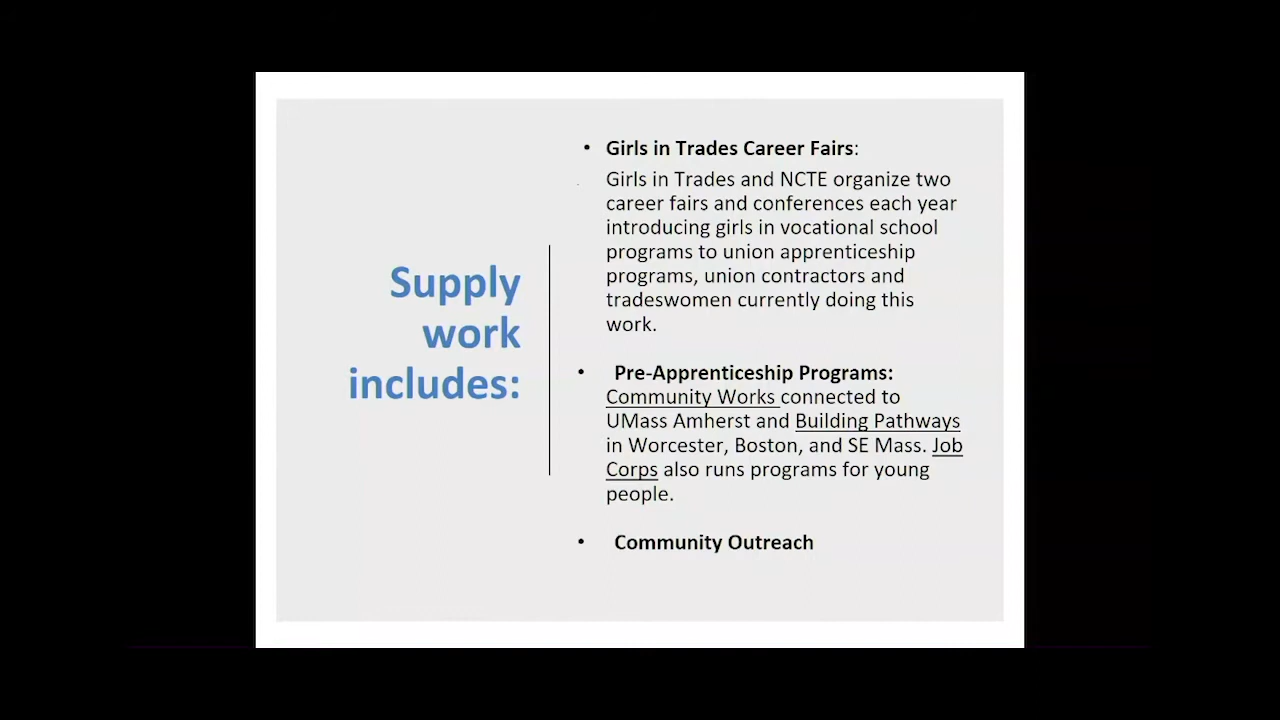 Supply
work
includes:
• Girls in Trades Career Fairs:
Girls in Trades and NCTE organize two
career fairs and conferences each year
introducing girls in vocational school
programs to union apprenticeship
programs, union contractors and
tradeswomen currently doing this
work.
• Pre-Apprenticeship Programs:
Community Works connected to
UMass Amherst and Building Pathways
in Worcester, Boston, and SE Mass. Job
Corps also runs programs for young
people.
• Community Outreach